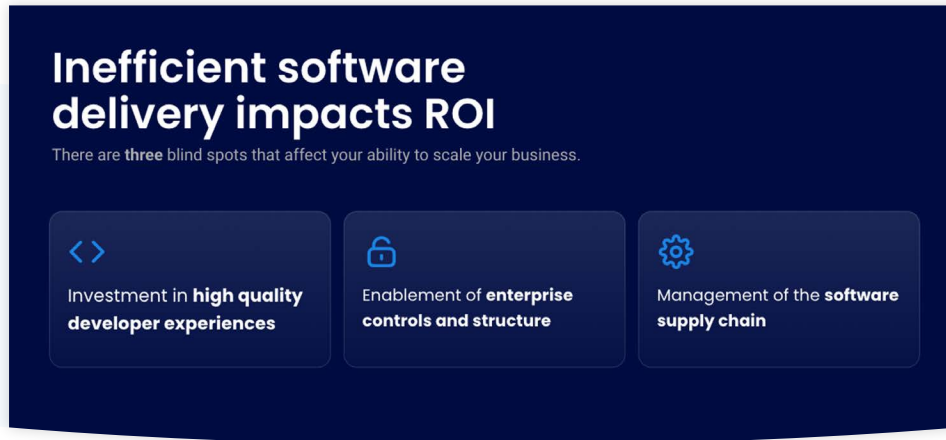 Inefficient software
delivery impacts ROI
There are three blind spots that affect your ability to scale your business.
Investment in high quality
developer experiences
Enablement of enterprise
controls and structure
Management of the software
supply chain